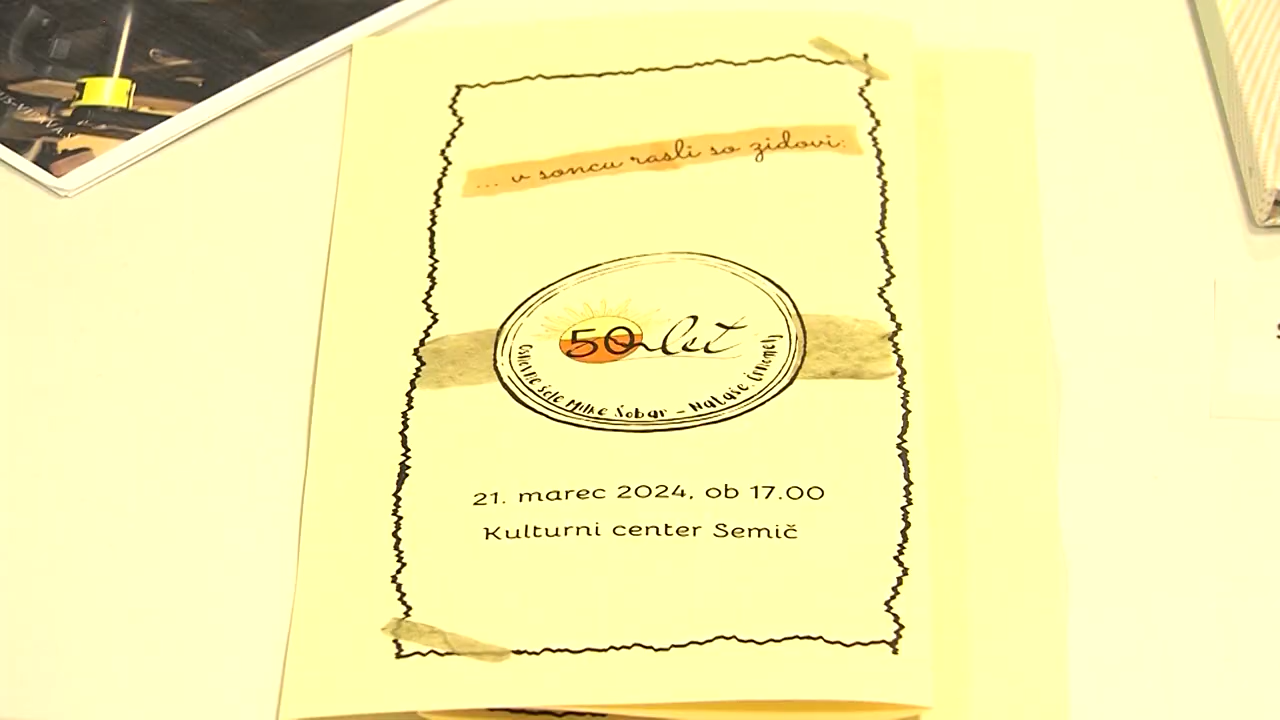 ... v soncu rasli so zidovi:
50 let
Osnovne šole Milke Šobar - Nataše Črnomelj
21. marec 2024, ob 17.00
Kulturni center Semič